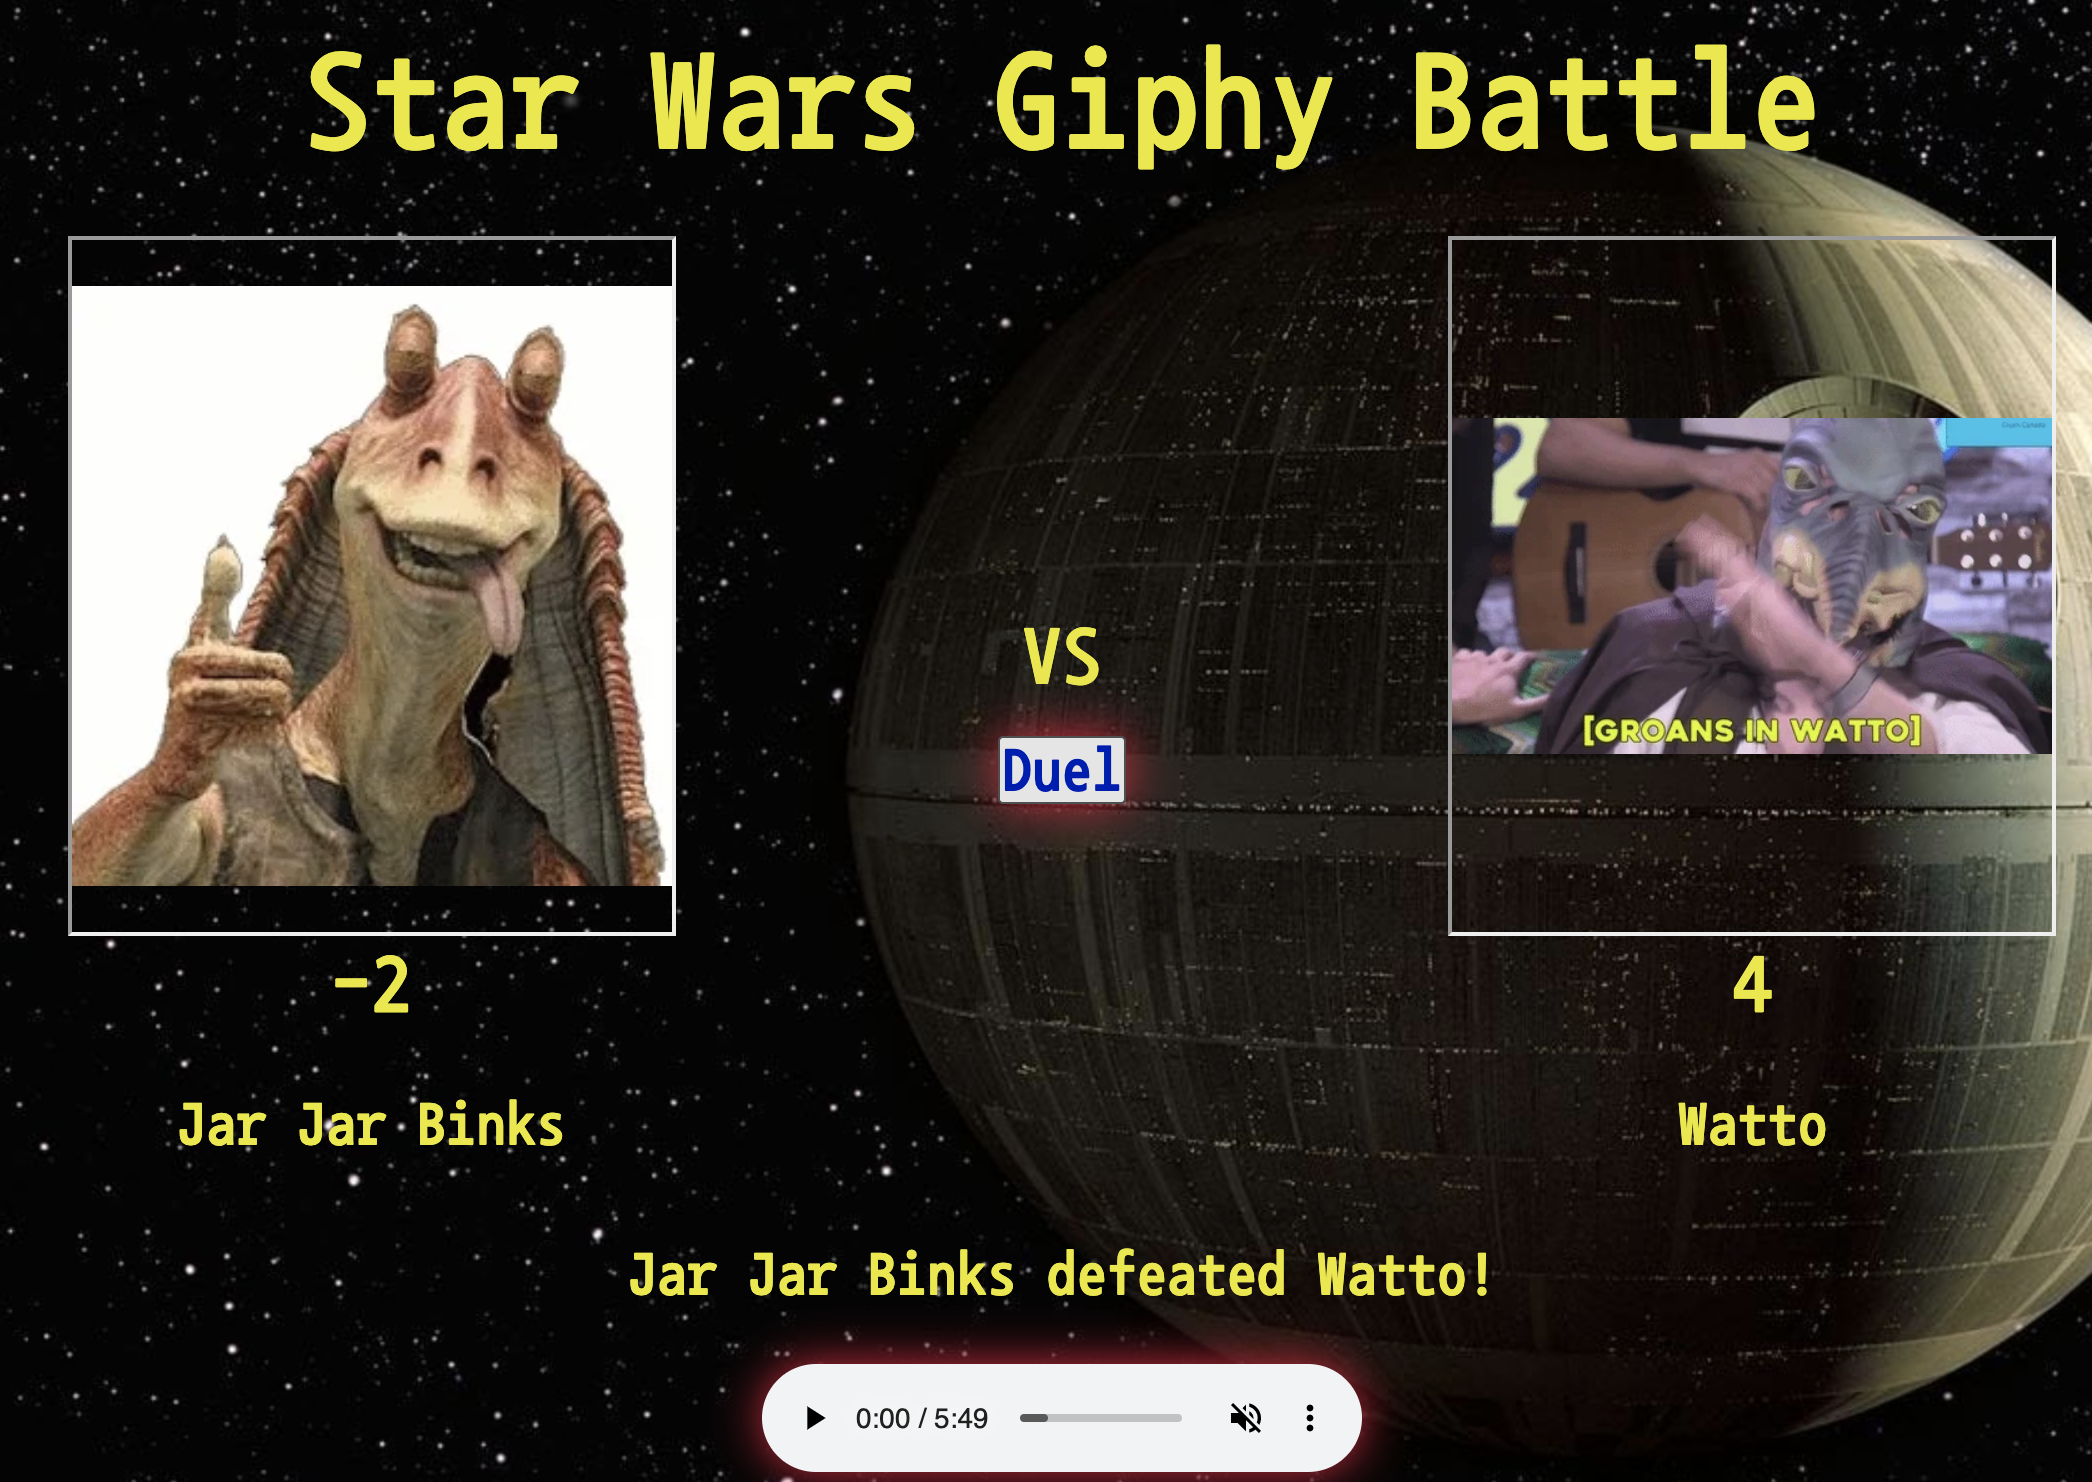 Star Wars Giphy Battle
[GROANS IN WATTO]
VS
Duel
-2
4
Jar Jar Binks
Watto
Jar Jar Binks defeated Watto!
0:00 / 5:49